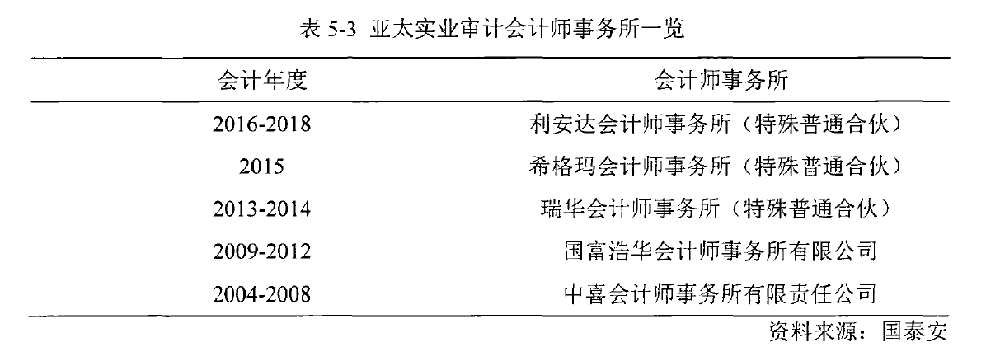 表 5-3 亚太实业审计会计师事务所一览
会计年度 会计师事务所
2016-2018 利安达会计师事务所（特殊普通合伙）
2015 希格玛会计师事务所（特殊普通合伙）
2013-2014 瑞华会计师事务所（特殊普通合伙）
2009-2012 国富浩华会计师事务所有限公司
2004-2008 中喜会计师事务所有限责任公司
资料来源：国泰安